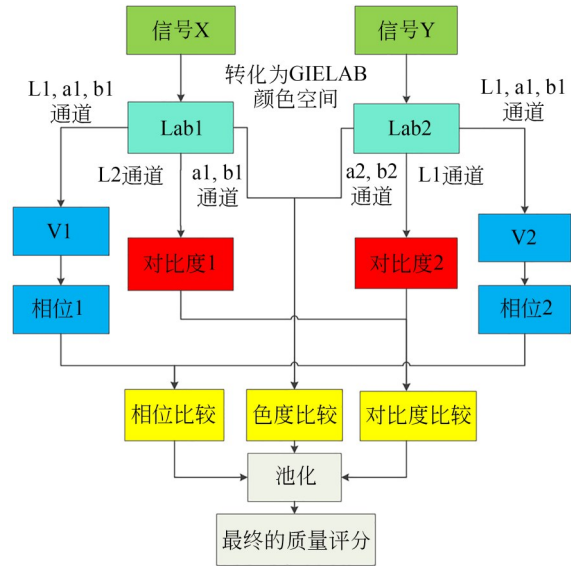 信号X
信号Y
转化为GIELAB
颜色空间
L1, a1, b1
通道
L1, a1, b1
通道
Lab1
Lab2
L2通道
a1, b1
通道
a2, b2
通道
L1通道
V1
对比度1
对比度2
V2
相位1
相位2
相位比较
色度比较
对比度比较
池化
最终的质量评分